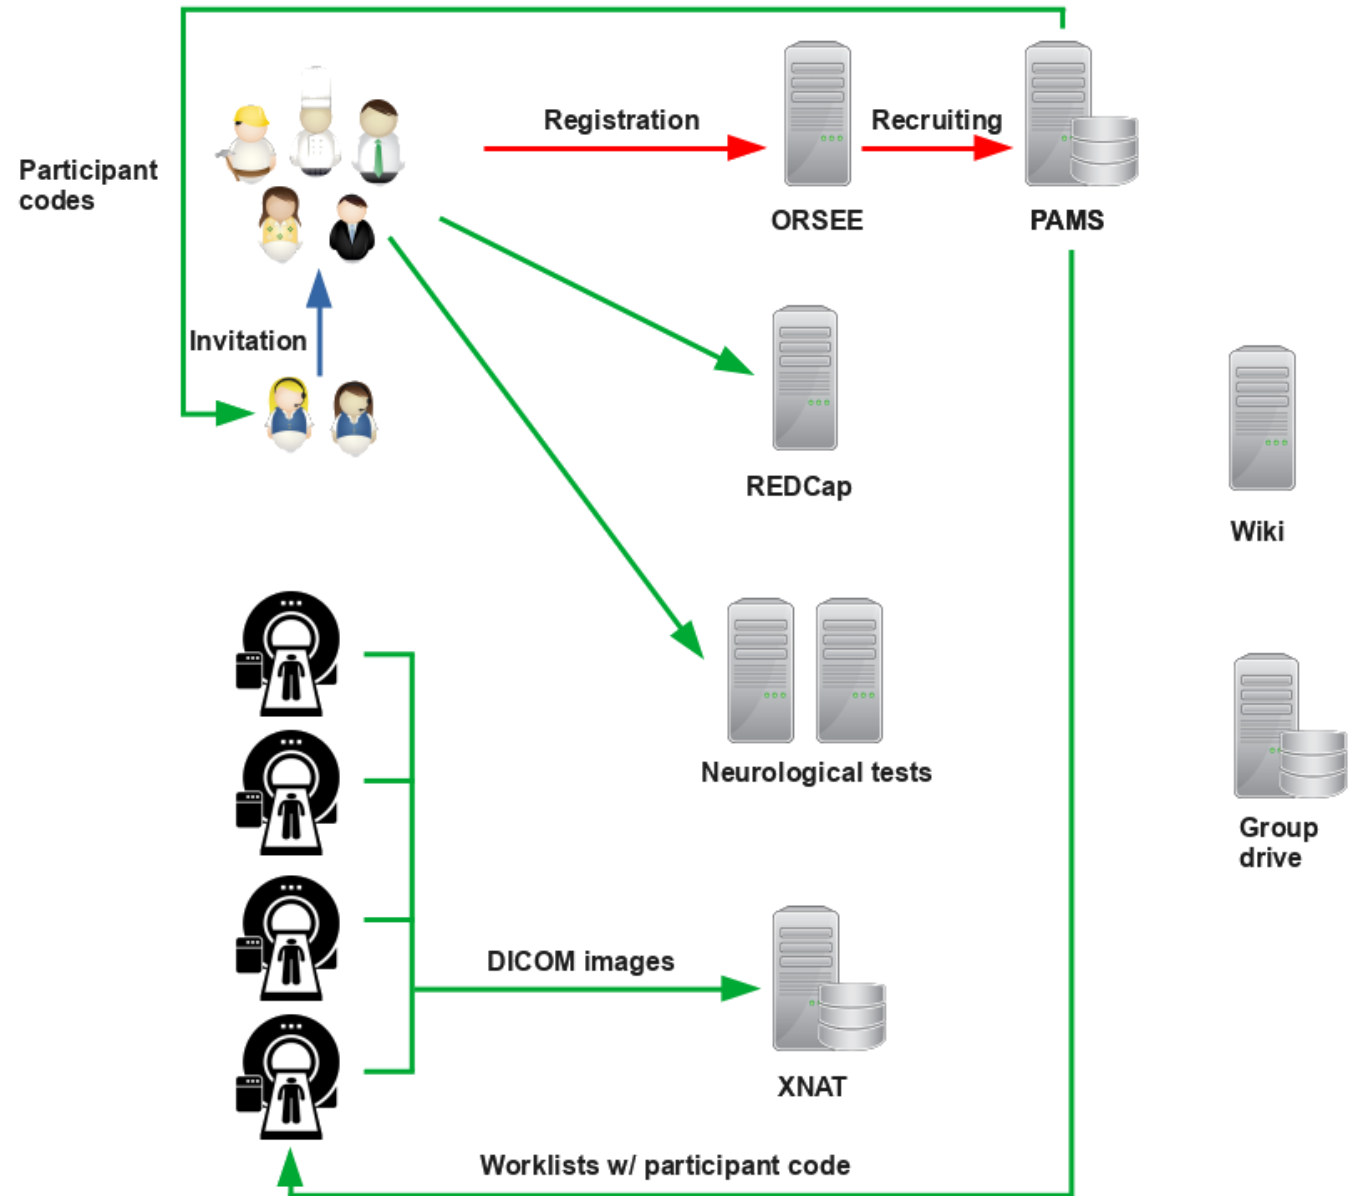 Registration
Recruiting
Participant
codes
ORSEE
PAMS
Invitation
REDCap
Wiki
Neurological tests
Group
drive
DICOM images
XNAT
Worklists w/ participant code